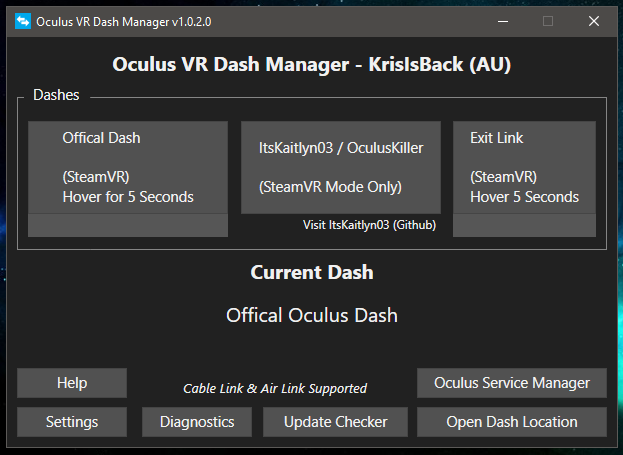 Oculus VR Dash Manager v1.0.2.0
Oculus VR Dash Manager - KrisIsBack (AU)
Dashes
Offical Dash
(SteamVR)
Hover for 5 Seconds
ItsKaitlyn03 / OculusKiller
(SteamVR Mode Only)
Visit ItsKaitlyn03 (Github)
Exit Link
(SteamVR)
Hover 5 Seconds
Current Dash
Offical Oculus Dash
Help
Cable Link & Air Link Supported
Oculus Service Manager
Settings
Diagnostics
Update Checker
Open Dash Location